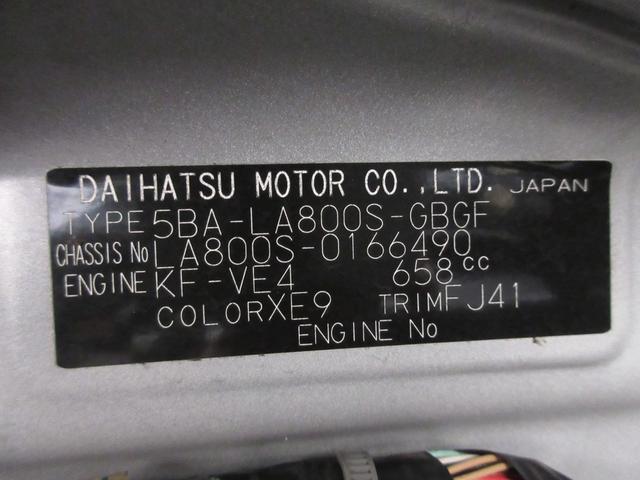 DAIHATSU MOTOR CO.,LTD. JAPAN
TYPE 5BA-LA800S-GBGF
CHASSIS No LA800S-0166490
ENGINE KF-VE4 658cc
COLOR XE9 TRIM FJ41
ENGINE No